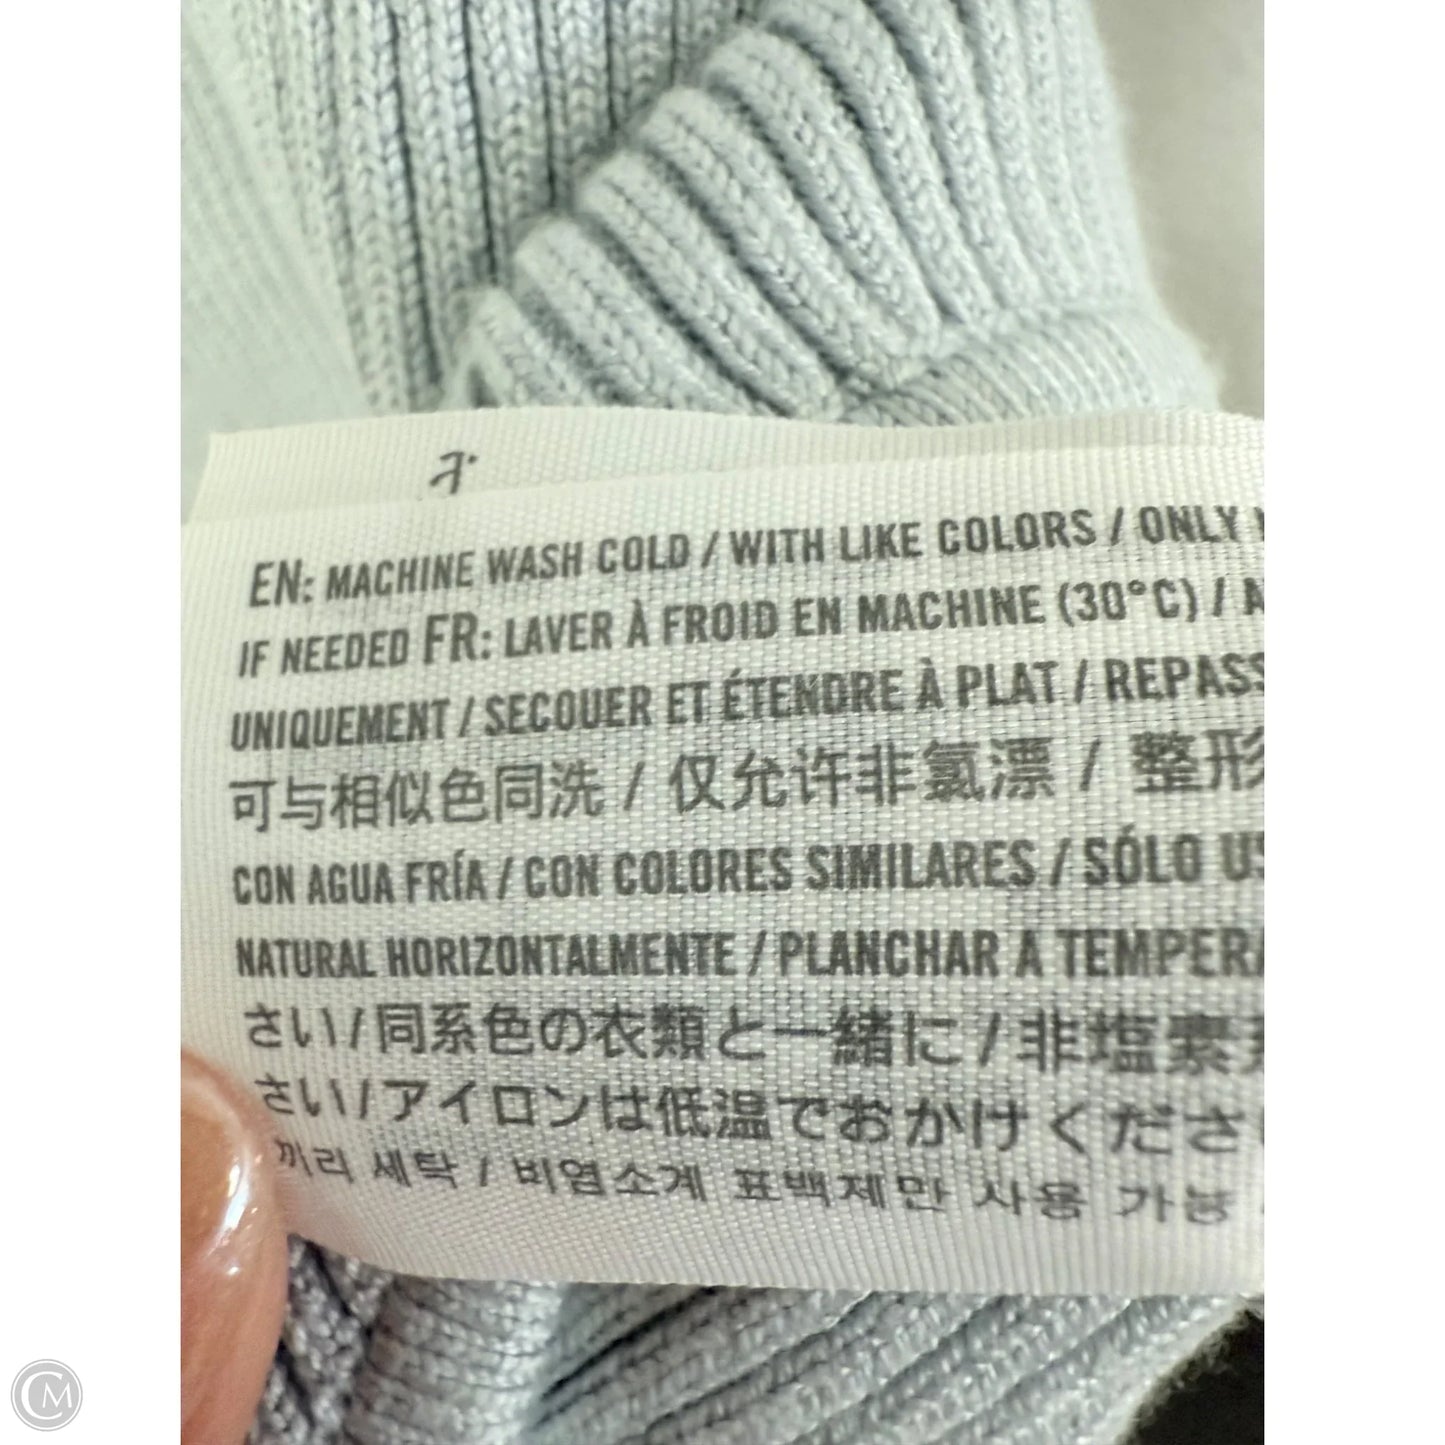 EN: MACHINE WASH COLD / WITH LIKE COLORS / ONLY
IF NEEDED FR: LAVER À FROID EN MACHINE (30°C) /
UNIQUEMENT / SECOUER ET ÉTENDRE À PLAT / REPASS
可与相似色同洗 / 仅允许非氯漂 / 整形
CON AGUA FRÍA / CON COLORES SIMILARES / SÓLO
NATURAL HORIZONTALMENTE / PLANCHAR A TEMPERA
さい/同系色の衣類と一緒に/非塩素
さい/アイロンは低温でおかけくださ
끼리 세탁 / 비염소계 표백제만 사용 가능
CM